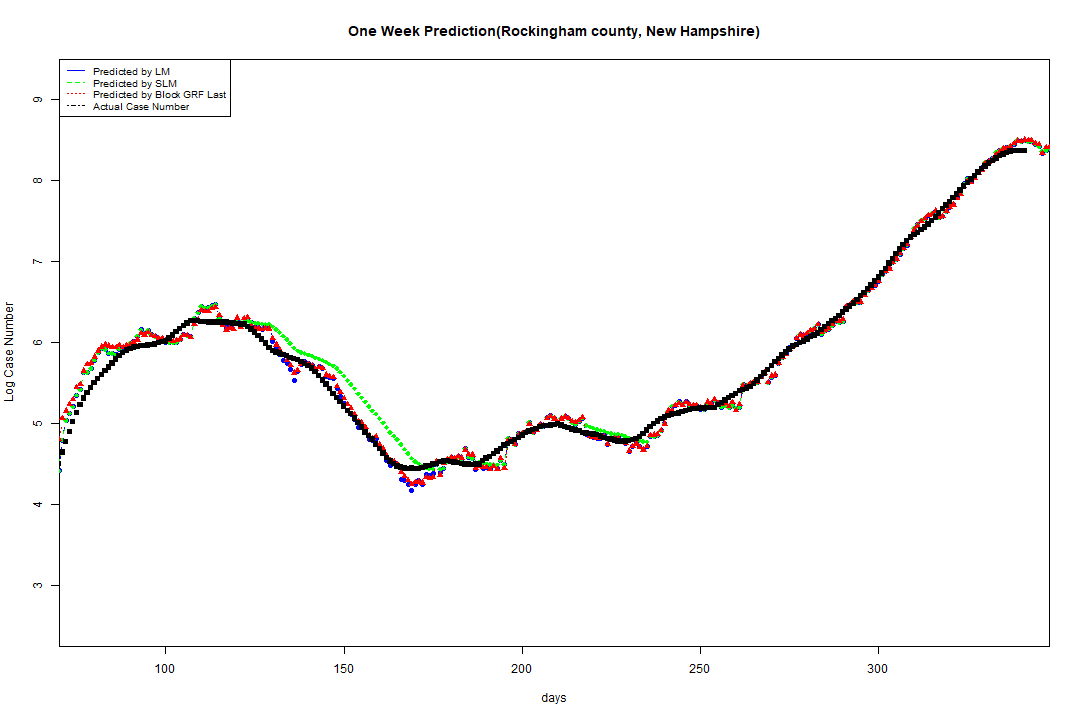 One Week Prediction(Rockingham county, New Hampshire)
Predicted by LM
Predicted by SLM
Predicted by Block GRF Last
Actual Case Number
9
8
7
6
5
4
3
Log Case Number
100 150 200 250 300
days